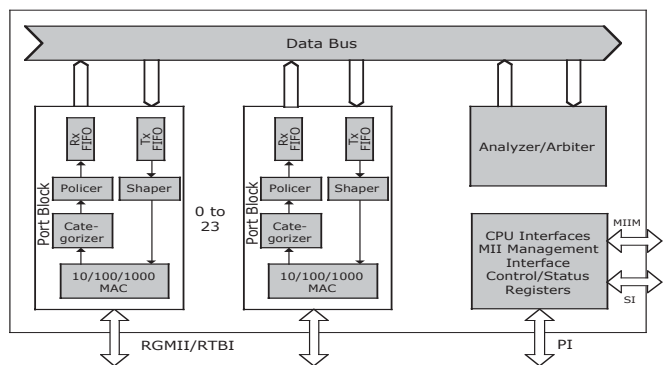 Data Bus
Port Block
Rx
FIFO
Tx
FIFO
Policer
Shaper
Cate-
gorizer
10/100/1000
MAC
0 to
23
Port Block
Rx
FIFO
Tx
FIFO
Policer
Shaper
Cate-
gorizer
10/100/1000
MAC
Analyzer/Arbiter
CPU Interfaces
MII Management
Interface
Control/Status
Registers
MIIM
SI
RGMII/RTBI
PI